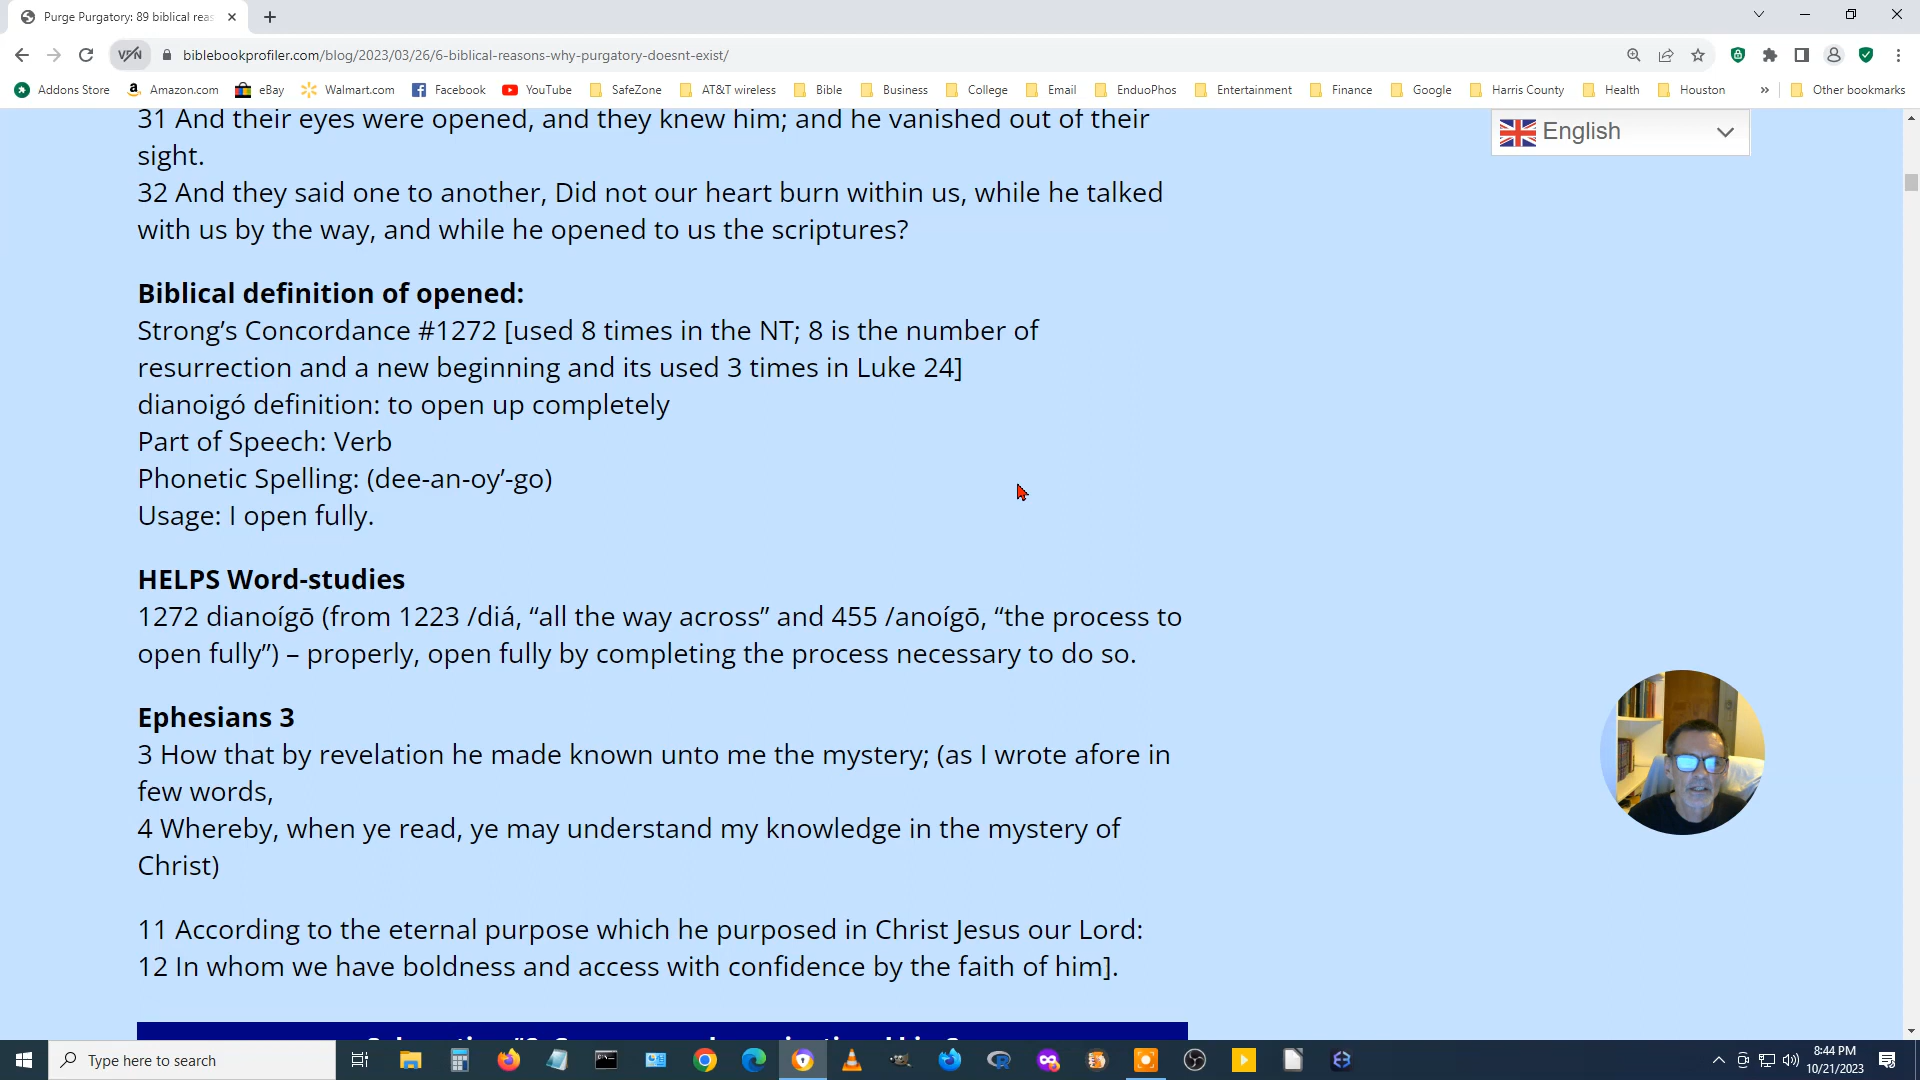 Purge Purgatory: 89 biblical reas
biblebookprofiler.com/blog/2023/03/26/6-biblical-reasons-why-purgatory-doesnt-exist/
VPN
Addons Store
Amazon.com
eBay
Walmart.com
Facebook
YouTube
SafeZone
AT&T wireless
Bible
Business
College
Email
EnduoPhos
Entertainment
Finance
Google
Harris County
Health
Houston
»
Other bookmarks
English
31 And their eyes were opened, and they knew him; and he vanished out of their
sight.
32 And they said one to another, Did not our heart burn within us, while he talked
with us by the way, and while he opened to us the scriptures?
Biblical definition of opened:
Strong’s Concordance #1272 [used 8 times in the NT; 8 is the number of
resurrection and a new beginning and its used 3 times in Luke 24]
dianoigó definition: to open up completely
Part of Speech: Verb
Phonetic Spelling: (dee-an-oy’-go)
Usage: I open fully.
HELPS Word-studies
1272 dianoígō (from 1223 /diá, “all the way across” and 455 /anoígō, “the process to
open fully”) – properly, open fully by completing the process necessary to do so.
Ephesians 3
3 How that by revelation he made known unto me the mystery; (as I wrote afore in
few words,
4 Whereby, when ye read, ye may understand my knowledge in the mystery of
Christ)
11 According to the eternal purpose which he purposed in Christ Jesus our Lord:
12 In whom we have boldness and access with confidence by the faith of him].
Type here to search
8:44 PM
10/21/2023